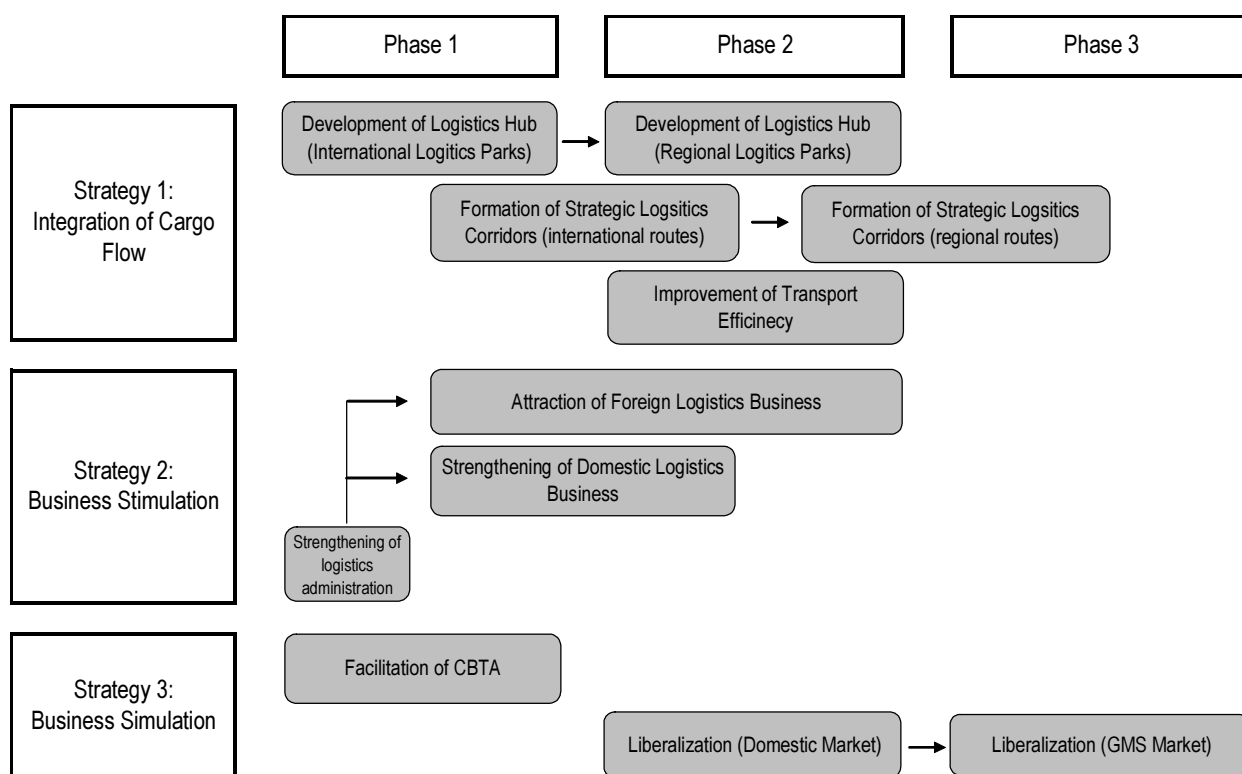 Phase 1
Phase 2
Phase 3
Strategy 1:
Integration of Cargo
Flow
Development of Logistics Hub
(International Logitics Parks)
Development of Logistics Hub
(Regional Logitics Parks)
Formation of Strategic Logsitics
Corridors (international routes)
Formation of Strategic Logsitics
Corridors (regional routes)
Improvement of Transport
Efficinecy
Strategy 2:
Business Stimulation
Attraction of Foreign Logistics Business
Strengthening of Domestic Logistics
Business
Strengthening of
logistics
administration
Strategy 3:
Business Simulation
Facilitation of CBTA
Liberalization (Domestic Market)
Liberalization (GMS Market)